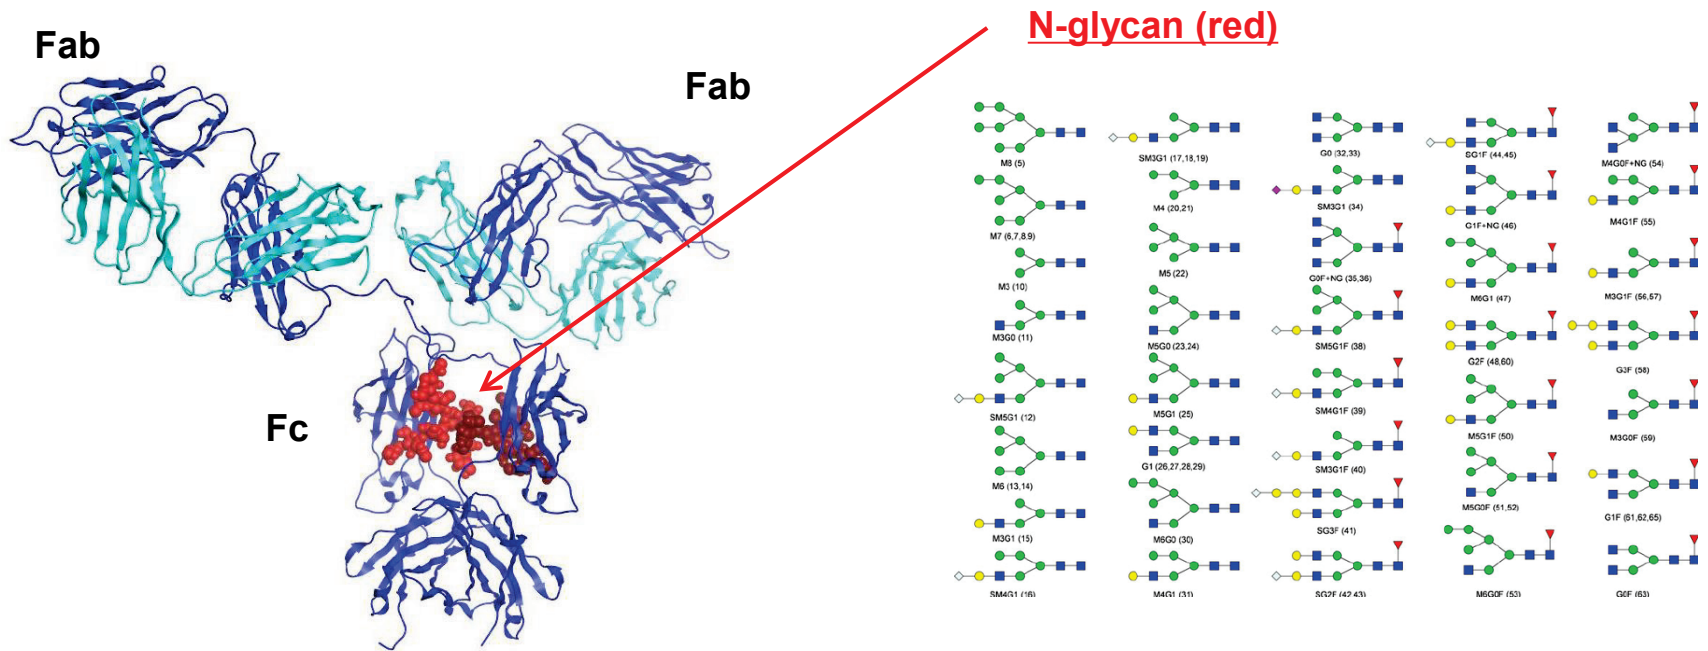 N-glycan (red)
Fab
Fab
Fc
M8 (5)
M7 (6,7,8,9)
M3 (10)
M3G0 (11)
SM5G1 (12)
M6 (13,14)
M3G1 (15)
SM4G1 (16)
SM3G1 (17,18,19)
M4 (20,21)
M5 (22)
M5G0 (23,24)
M5G1 (25)
G1 (26,27,28,29)
M6G0 (30)
M4G1 (31)
G0 (32,33)
SM3G1 (34)
G0F+NG (35,36)
SM5G1F (38)
SM4G1F (39)
SM3G1F (40)
SG3F (41)
SG2F (42,43)
SG1F (44,45)
G1F+NG (46)
M6G1 (47)
G2F (48,60)
M5G1F (50)
M5G0F (51,52)
M6G0F (53)
M4G0F+NG (54)
M4G1F (55)
M3G1F (56,57)
G3F (58)
M3G0F (59)
G1F (61,62,65)
G0F (63)